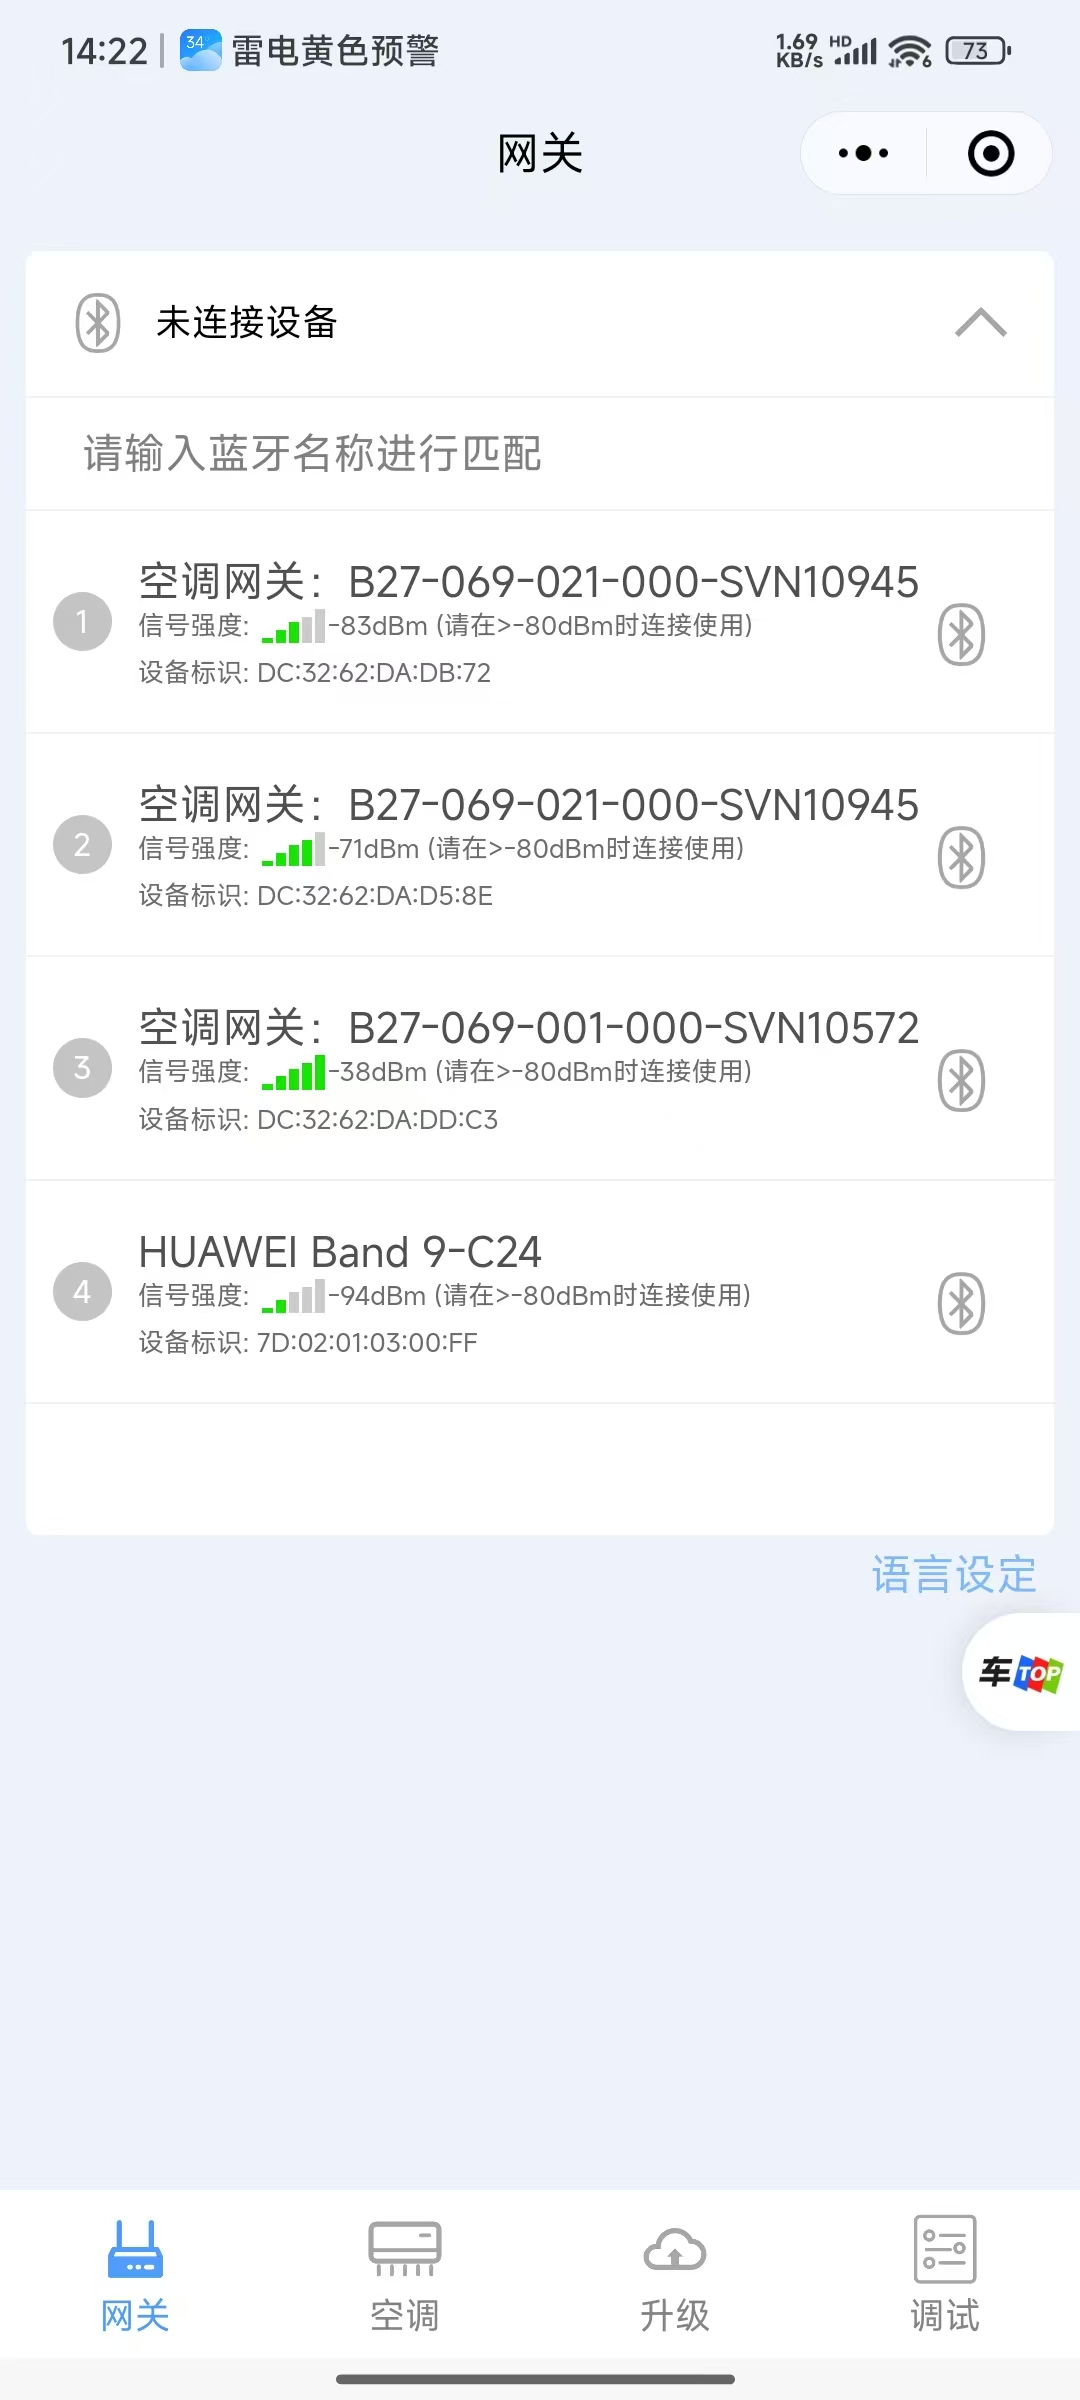 14:22 | 34° 雷电黄色预警 1.69 KB/s HD 6 73
网关
未连接设备
请输入蓝牙名称进行匹配
1
空调网关：B27-069-021-000-SVN10945
信号强度: -83dBm (请在>-80dBm时连接使用)
设备标识: DC:32:62:DA:DB:72
2
空调网关：B27-069-021-000-SVN10945
信号强度: -71dBm (请在>-80dBm时连接使用)
设备标识: DC:32:62:DA:D5:8E
3
空调网关：B27-069-001-000-SVN10572
信号强度: -38dBm (请在>-80dBm时连接使用)
设备标识: DC:32:62:DA:DD:C3
4
HUAWEI Band 9-C24
信号强度: -94dBm (请在>-80dBm时连接使用)
设备标识: 7D:02:01:03:00:FF
语言设定
车TOP
网关 空调 升级 调试